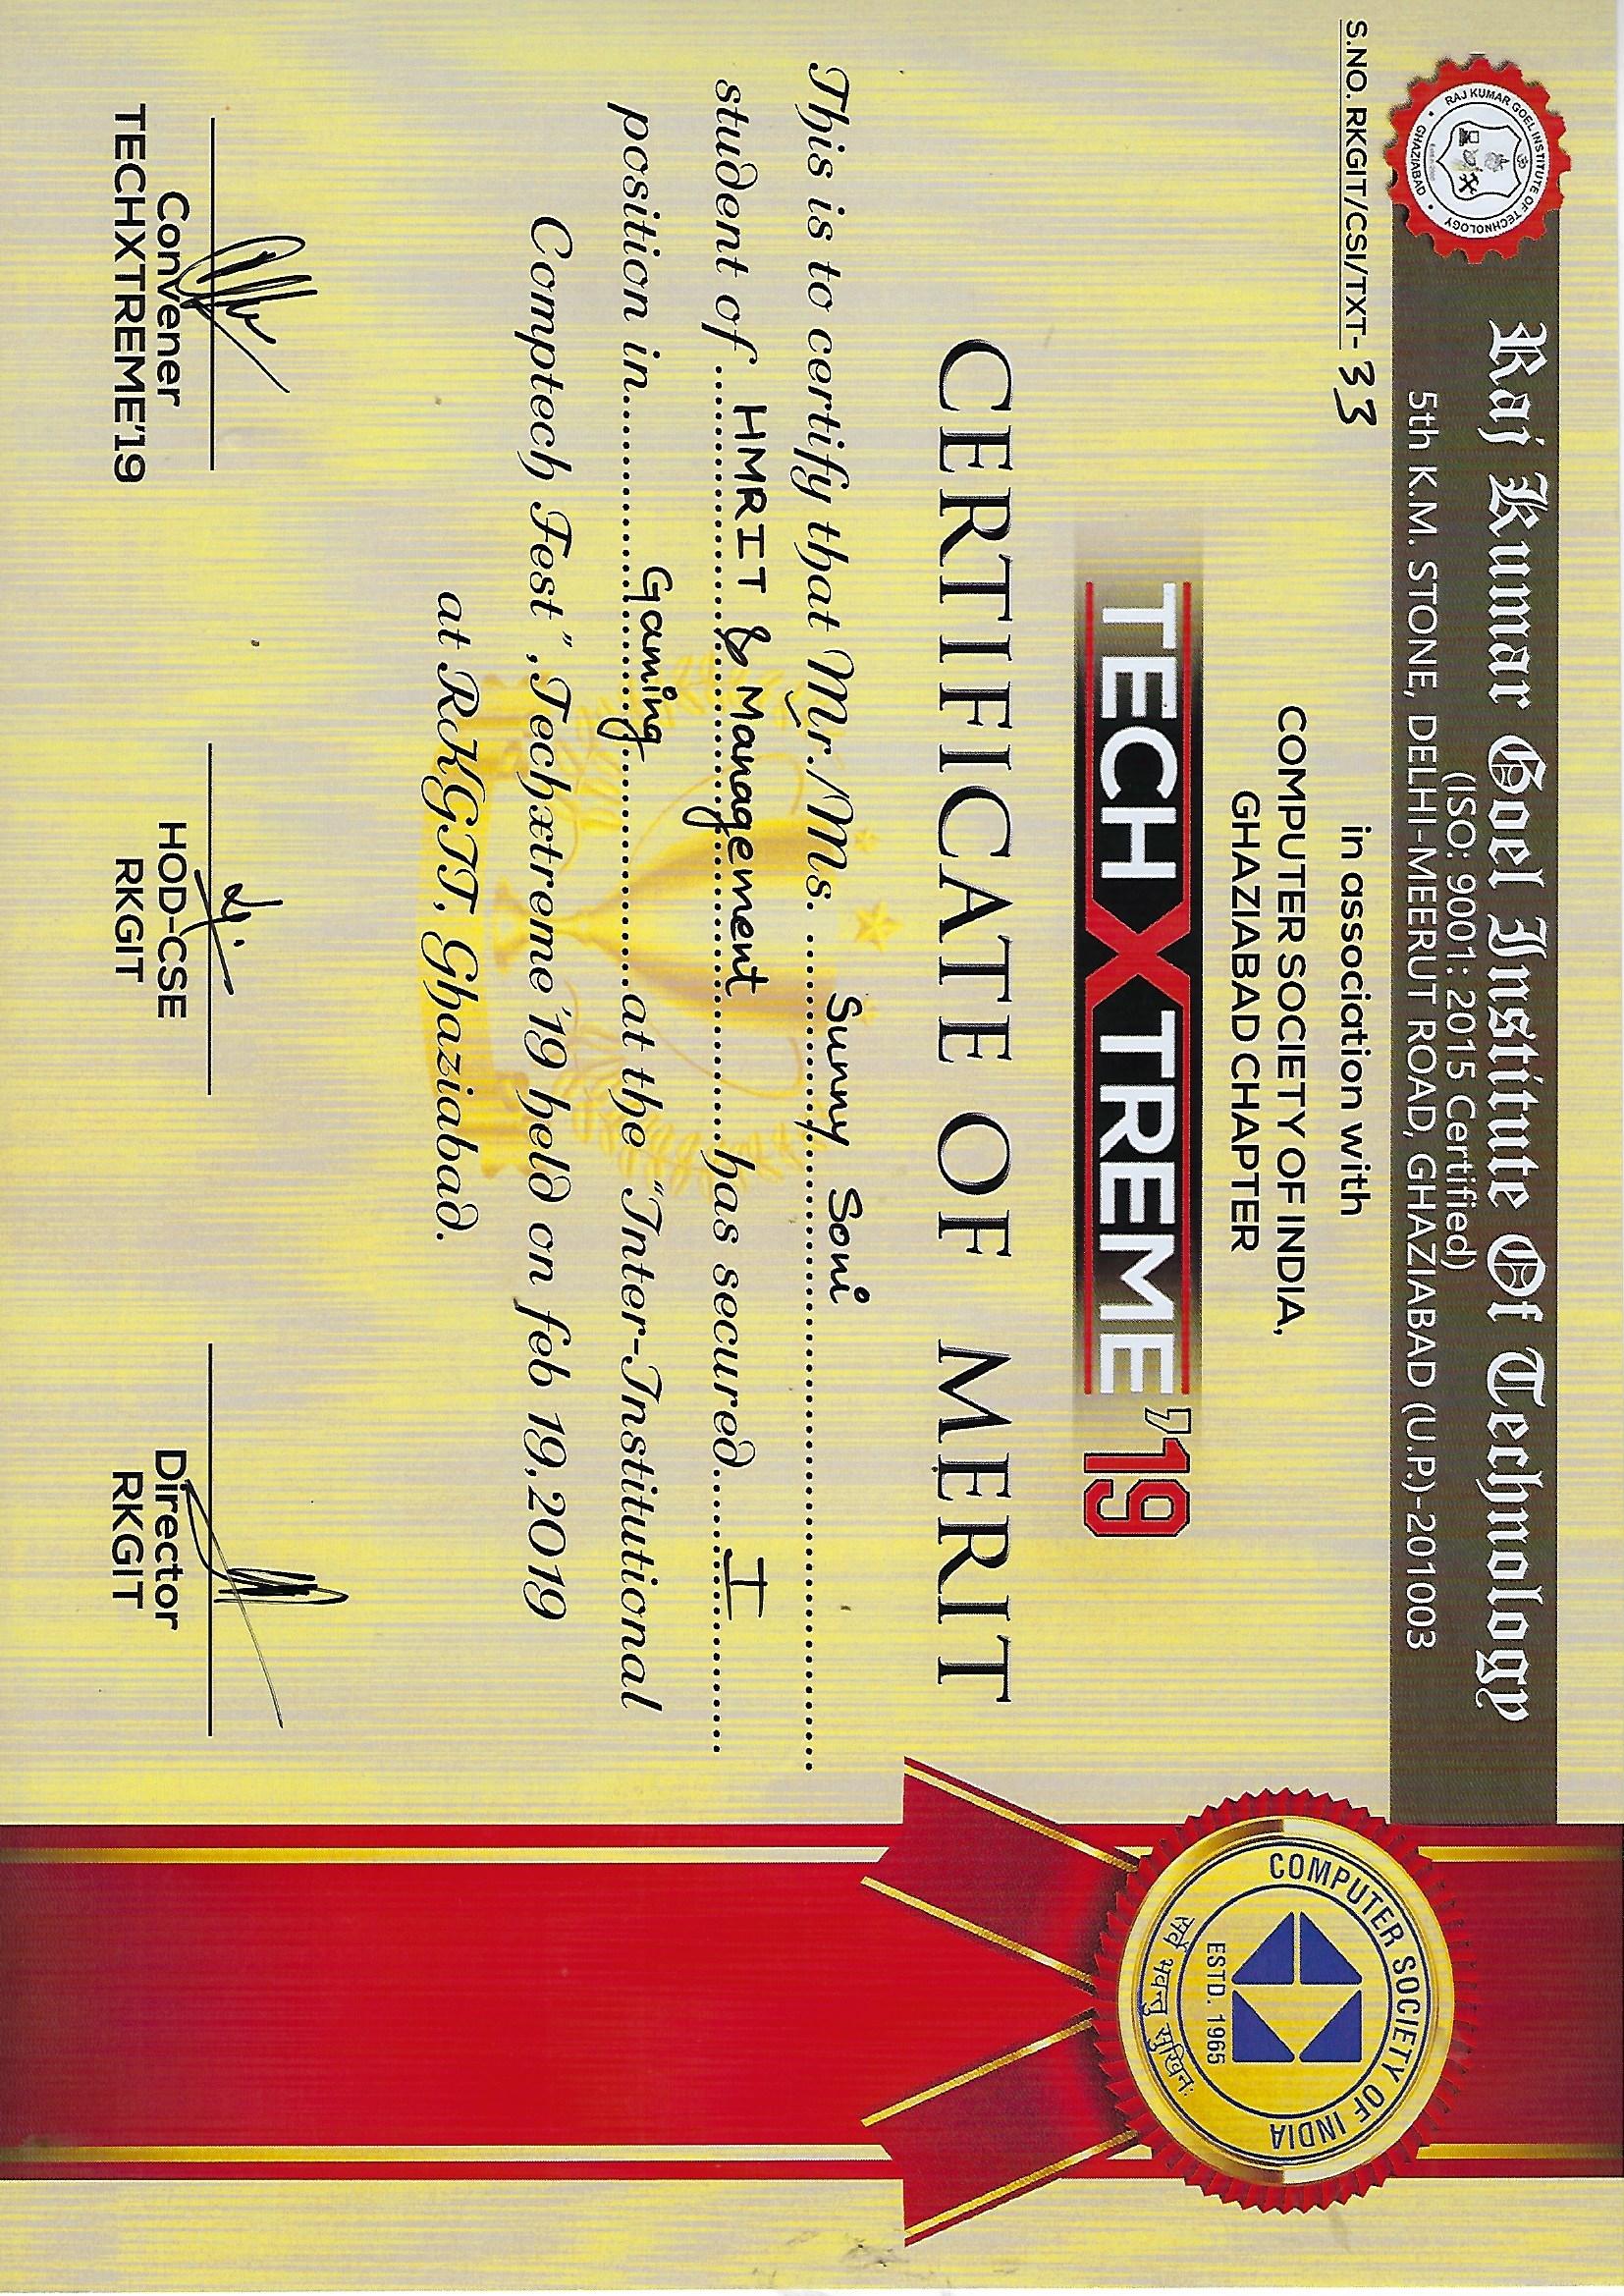 RAJ KUMAR GOEL INSTITUTE OF TECHNOLOGY
GHAZIABAD
Raj Kumar Goel Institute Of Technology
(ISO: 9001: 2015 Certified)
5th K.M. STONE, DELHI-MEERUT ROAD, GHAZIABAD (U.P.)-201003
S.NO. RKGIT/CSI/TXT- 33
in association with
COMPUTER SOCIETY OF INDIA,
GHAZIABAD CHAPTER
COMPUTER SOCIETY OF INDIA
ESTD. 1965
सर्वे भवन्तु सुखिनः
TECHXTREME'19
CERTIFICATE OF MERIT
This is to certify that Mr./Ms. Sunny Soni
student of HMRIT & Management has secured I
position in Gaming at the "Inter-Institutional
Comptech Fest",Techxtreme'19 held on feb 19,2019
at RKGIT, Ghaziabad.
Convener
TECHXTREME'19
HOD-CSE
RKGIT
Director
RKGIT